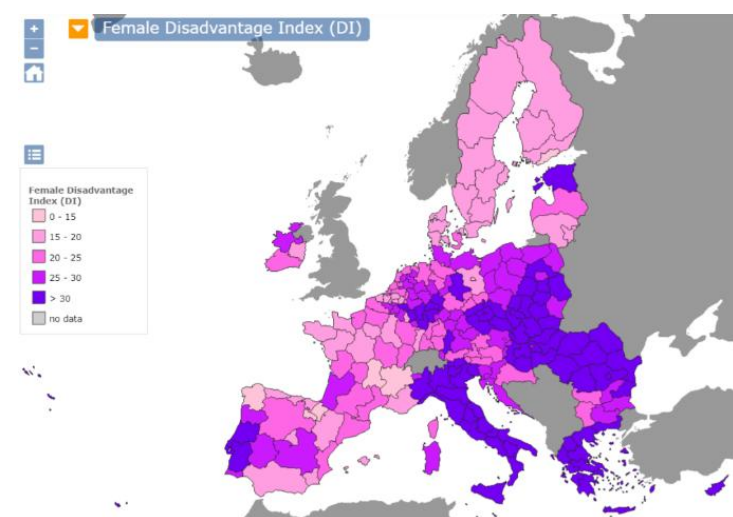 +
Female Disadvantage Index (DI)
−
Female Disadvantage
Index (DI)
0 - 15
15 - 20
20 - 25
25 - 30
> 30
no data